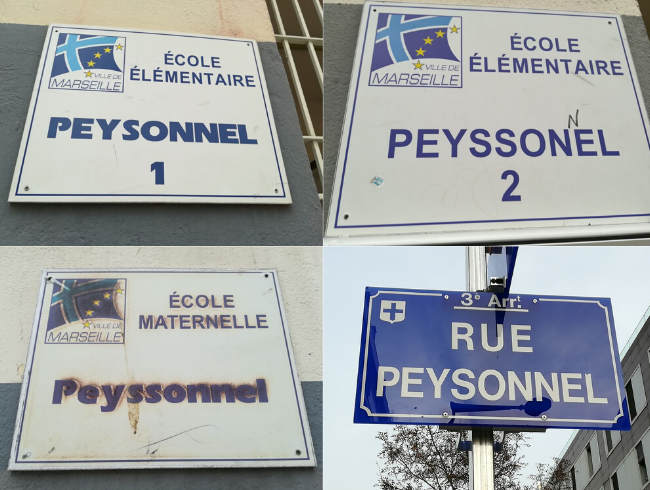 VILLE DE
MARSEILLE
ÉCOLE
ÉLÉMENTAIRE
PEYSONNEL
1
VILLE DE
MARSEILLE
ÉCOLE
ÉLÉMENTAIRE
N
PEYSSONEL
2
VILLE DE
MARSEILLE
ÉCOLE
MATERNELLE
Peyssonnel
3e Arrt
RUE
PEYSONNEL